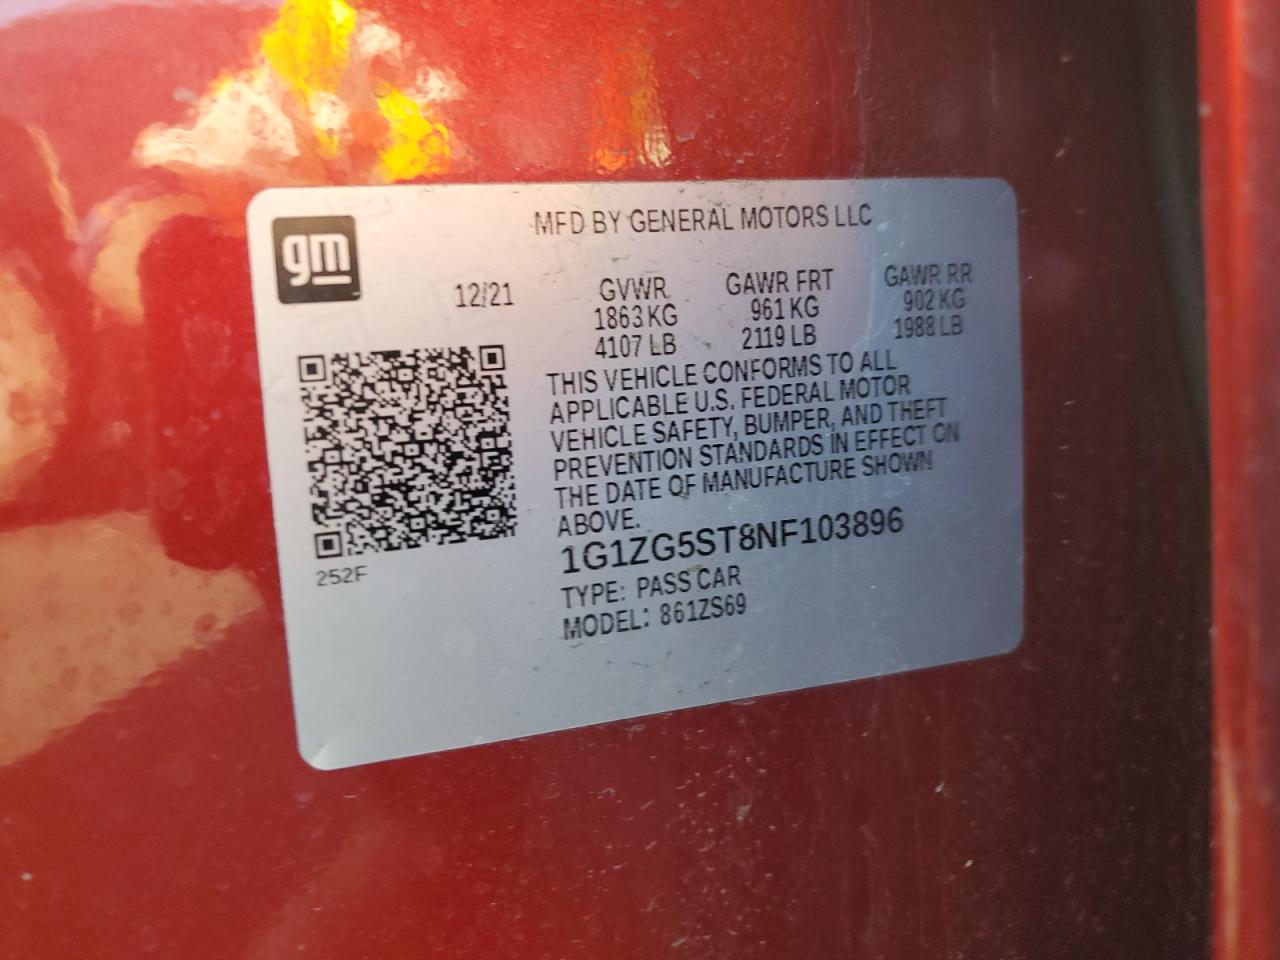 gm
MFD BY GENERAL MOTORS LLC
12/21 GVWR GAWR FRT GAWR RR
1863 KG 961 KG 902 KG
4107 LB 2119 LB 1988 LB
THIS VEHICLE CONFORMS TO ALL
APPLICABLE U.S. FEDERAL MOTOR
VEHICLE SAFETY, BUMPER, AND THEFT
PREVENTION STANDARDS IN EFFECT ON
THE DATE OF MANUFACTURE SHOWN
ABOVE.
1G1ZG5ST8NF103896
252F
TYPE: PASS CAR
MODEL: 861ZS69